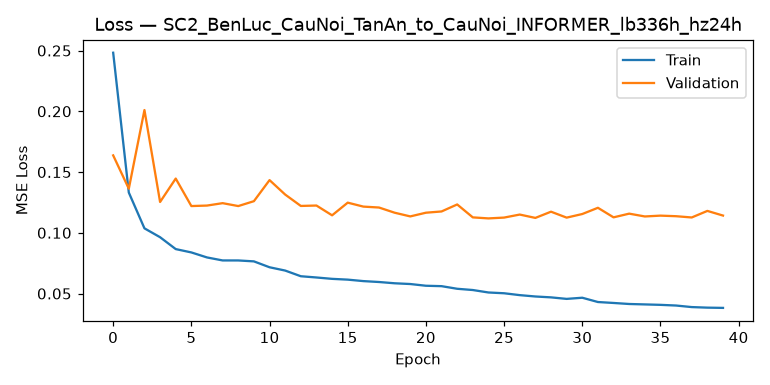 Loss — SC2_BenLuc_CauNoi_TanAn_to_CauNoi_INFORMER_lb336h_hz24h
Train
Validation
MSE Loss
0.25
0.20
0.15
0.10
0.05
0 5 10 15 20 25 30 35 40
Epoch